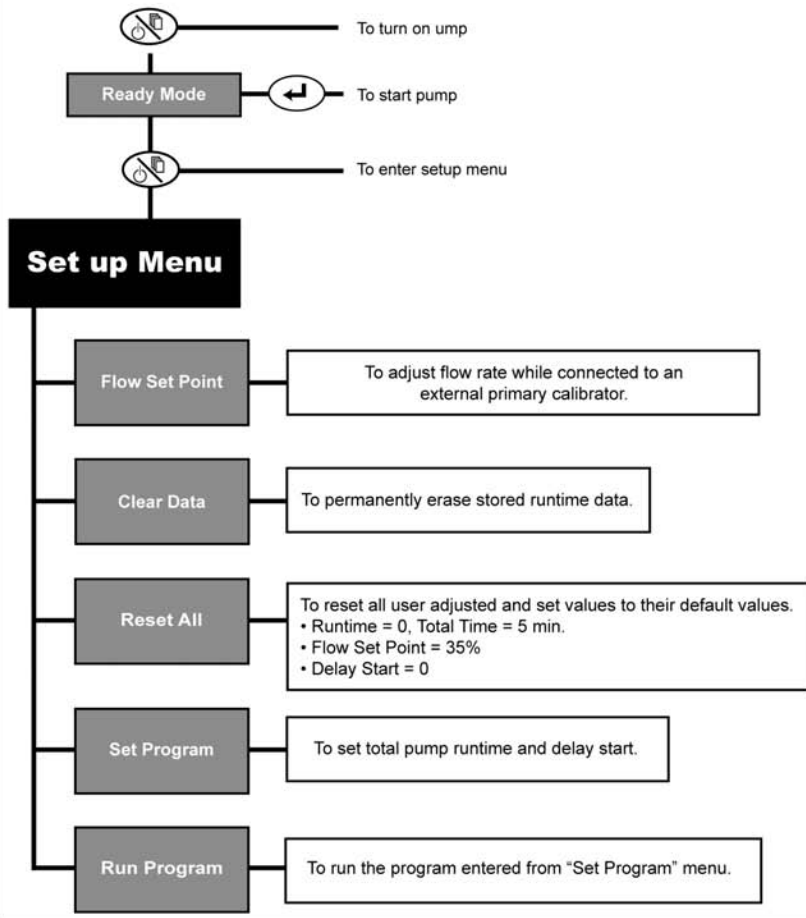 To turn on ump
Ready Mode
To start pump
To enter setup menu
Set up Menu
Flow Set Point
To adjust flow rate while connected to an
external primary calibrator.
Clear Data
To permanently erase stored runtime data.
Reset All
To reset all user adjusted and set values to their default values.
• Runtime = 0, Total Time = 5 min.
• Flow Set Point = 35%
• Delay Start = 0
Set Program
To set total pump runtime and delay start.
Run Program
To run the program entered from “Set Program” menu.